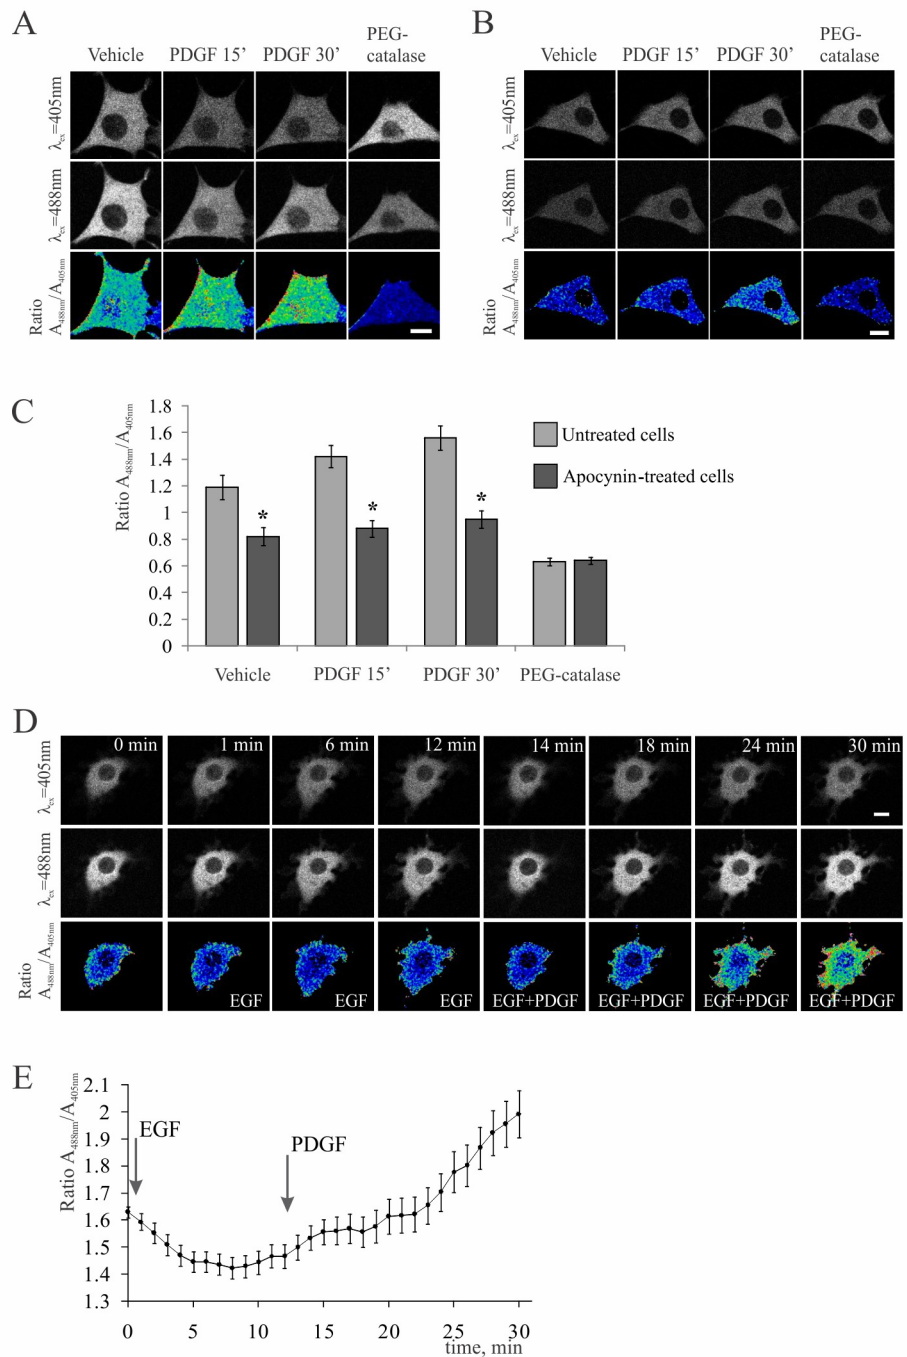 A
Vehicle PDGF 15’ PDGF 30’ PEG-
catalase
λex=405nm
λex=488nm
Ratio
A488nm/A405nm
B
Vehicle PDGF 15’ PDGF 30’ PEG-
catalase
λex=405nm
λex=488nm
Ratio
A488nm/A405nm
C
Ratio A488nm/A405nm
1.8
1.6
1.4
1.2
1
0.8
0.6
0.4
0.2
0
* * *
Untreated cells
Apocynin-treated cells
Vehicle PDGF 15’ PDGF 30’ PEG-catalase
D
0 min 1 min 6 min 12 min 14 min 18 min 24 min 30 min
λex=405nm
λex=488nm
Ratio
A488nm/A405nm
EGF EGF EGF EGF+PDGF EGF+PDGF EGF+PDGF EGF+PDGF
E
Ratio A488nm/A405nm
2.1
2
1.9
1.8
1.7
1.6
1.5
1.4
1.3
EGF
PDGF
0 5 10 15 20 25 30
time, min